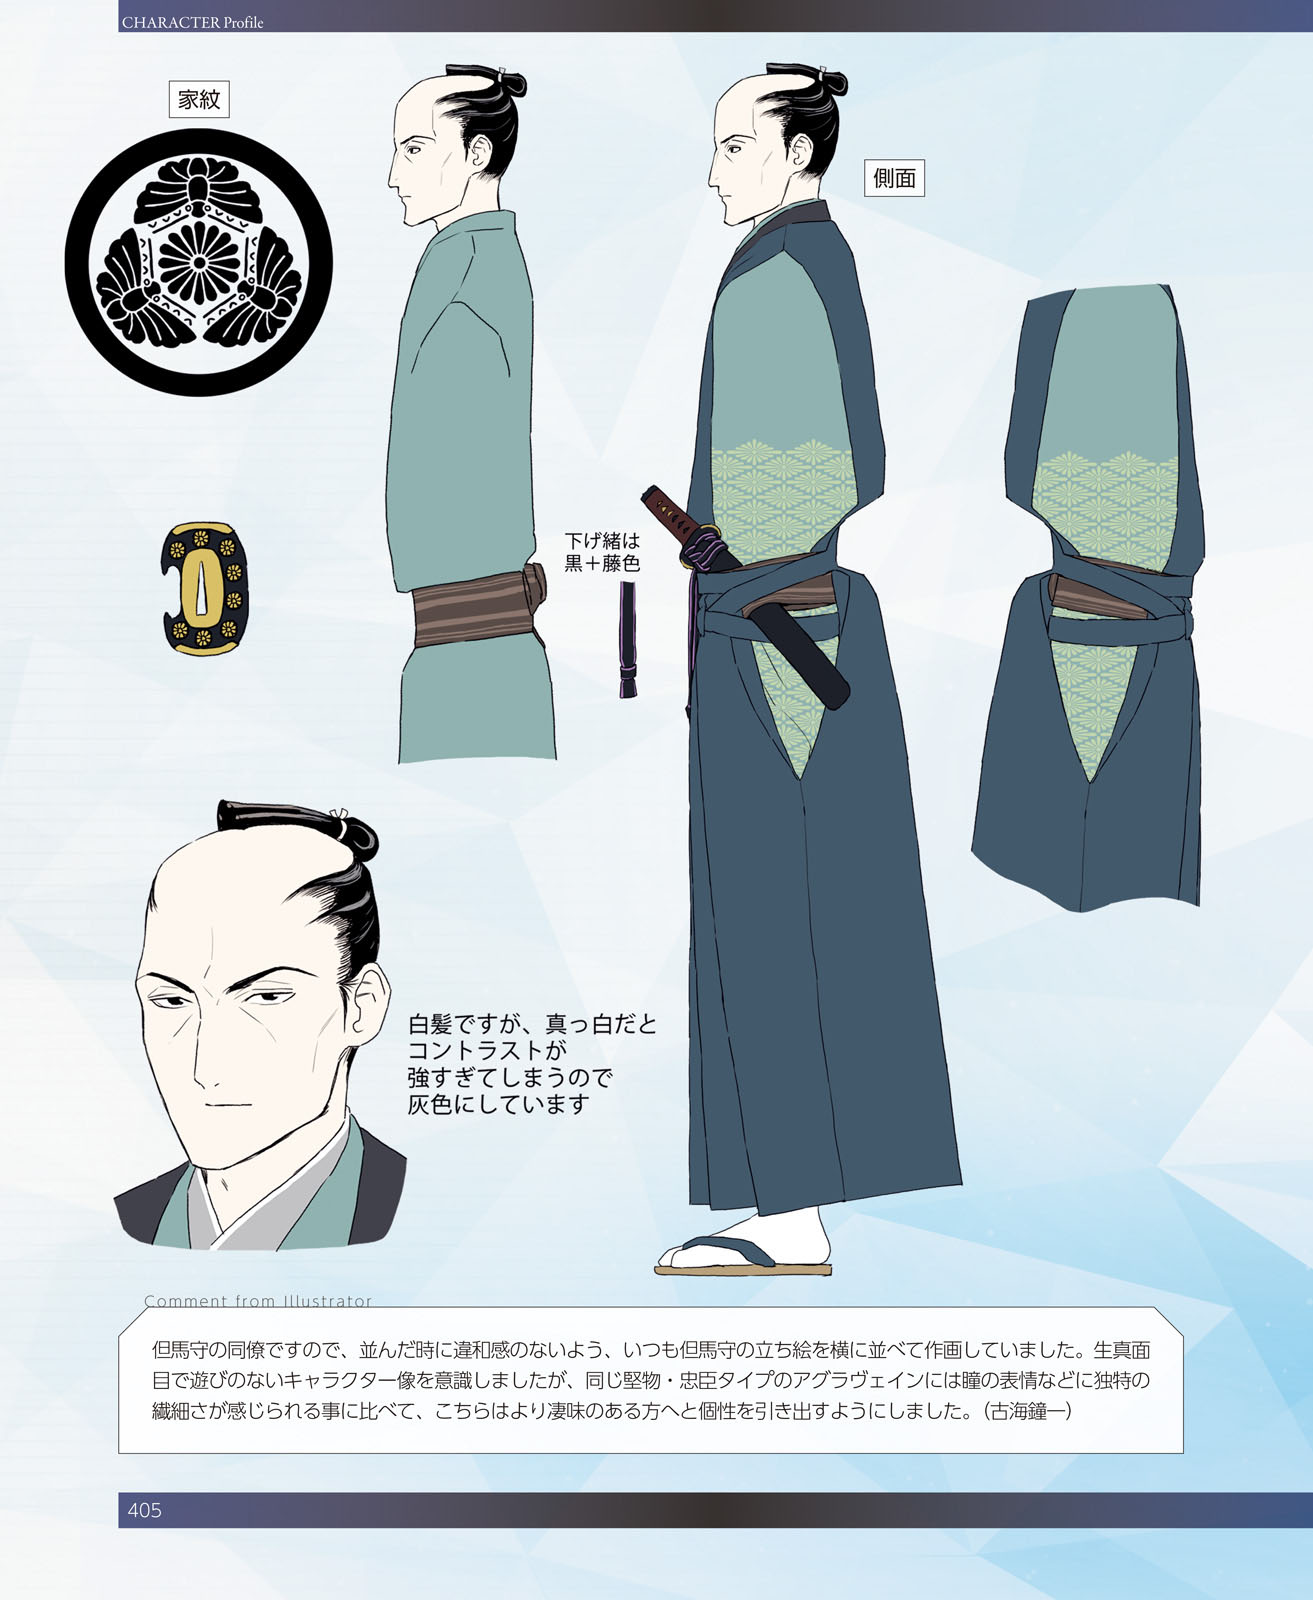 CHARACTER Profile
家紋
側面
下げ緒は
黒＋藤色
白髪ですが、真っ白だと
コントラストが
強すぎてしまうので
灰色にしています
Comment from Illustrator
但馬守の同僚ですので、並んだ時に違和感のないよう、いつも但馬守の立ち絵を横に並べて作画していました。生真面
目で遊びのないキャラクター像を意識しましたが、同じ堅物・忠臣タイプのアグラヴェインには瞳の表情などに独特の
繊細さが感じられる事に比べて、こちらはより凄味のある方へと個性を引き出すようにしました。（古海鐘一）
405